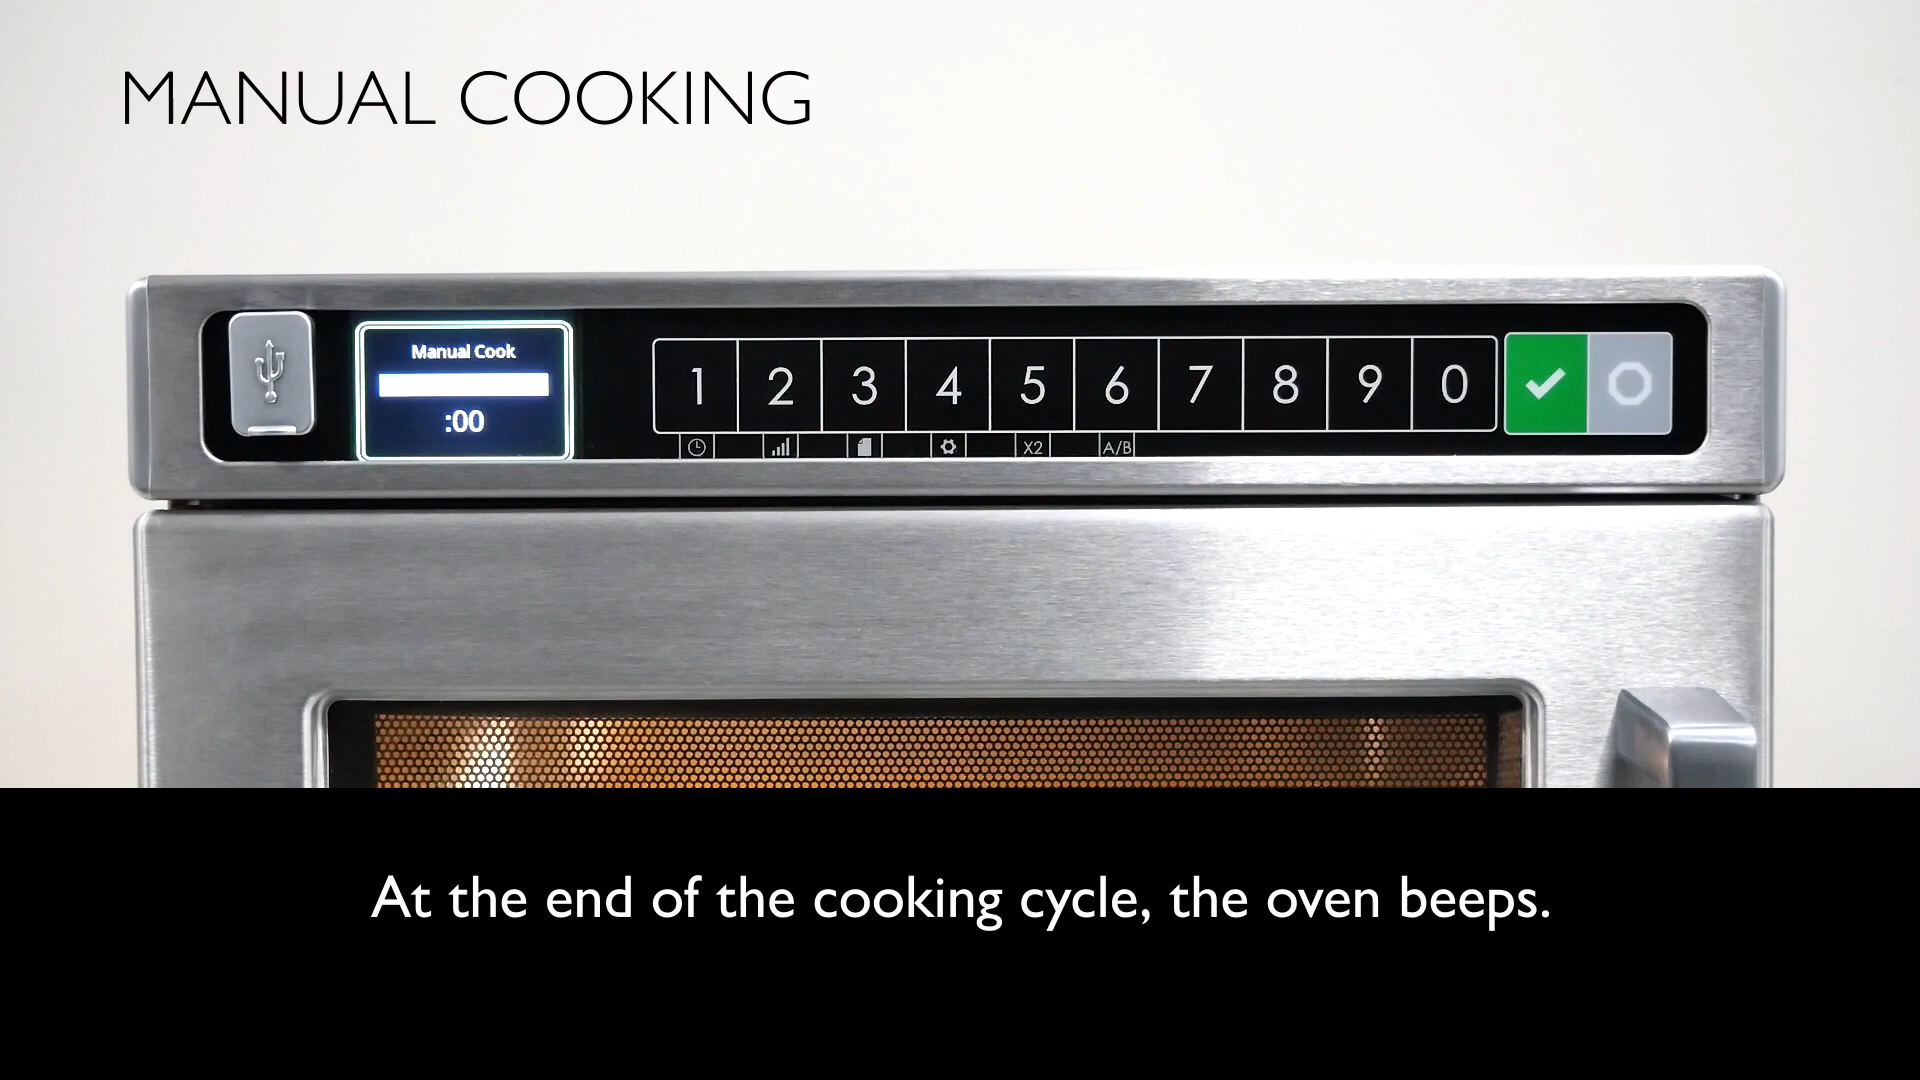 MANUAL COOKING
Manual Cook
:00
1 2 3 4 5 6 7 8 9 0
X2 A/B
At the end of the cooking cycle, the oven beeps.